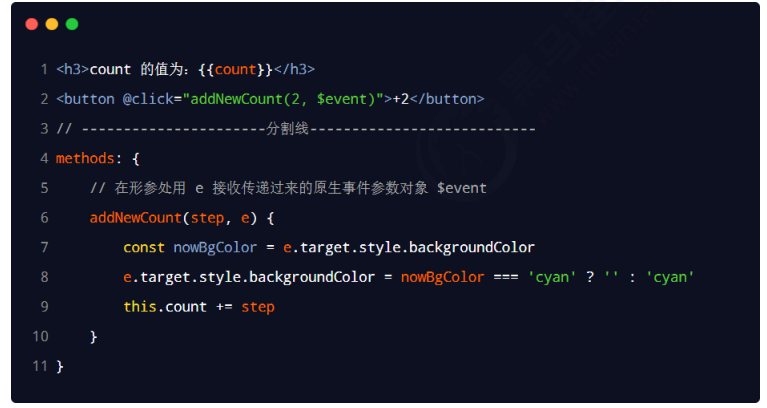 1 <h3>count 的值为：{{count}}</h3>
2 <button @click="addNewCount(2, $event)">+2</button>
3 // ----------------------分割线---------------------------
4 methods: {
5 // 在形参处用 e 接收传递过来的原生事件参数对象 $event
6 addNewCount(step, e) {
7 const nowBgColor = e.target.style.backgroundColor
8 e.target.style.backgroundColor = nowBgColor === 'cyan' ? '' : 'cyan'
9 this.count += step
10 }
11 }